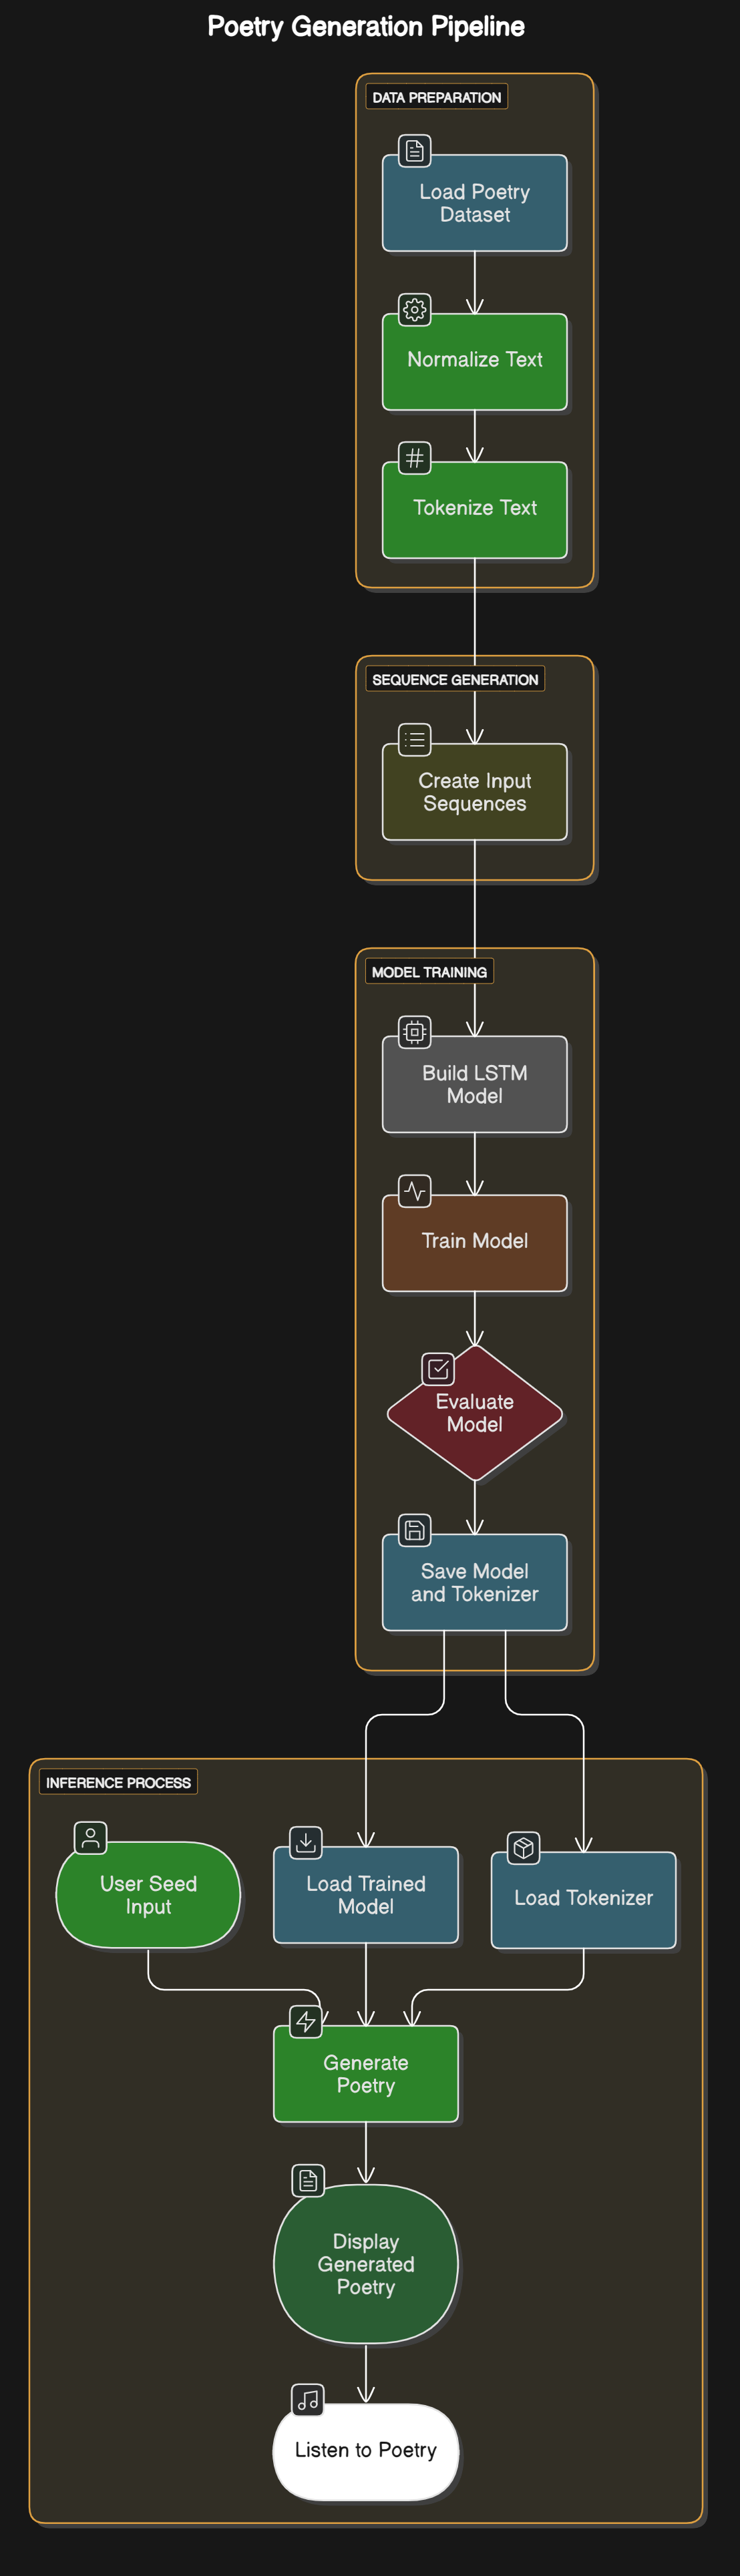 Poetry Generation Pipeline
DATA PREPARATION
Load Poetry
Dataset
Normalize Text
Tokenize Text
SEQUENCE GENERATION
Create Input
Sequences
MODEL TRAINING
Build LSTM
Model
Train Model
Evaluate
Model
Save Model
and Tokenizer
INFERENCE PROCESS
User Seed
Input
Load Trained
Model
Load Tokenizer
Generate
Poetry
Display
Generated
Poetry
Listen to Poetry